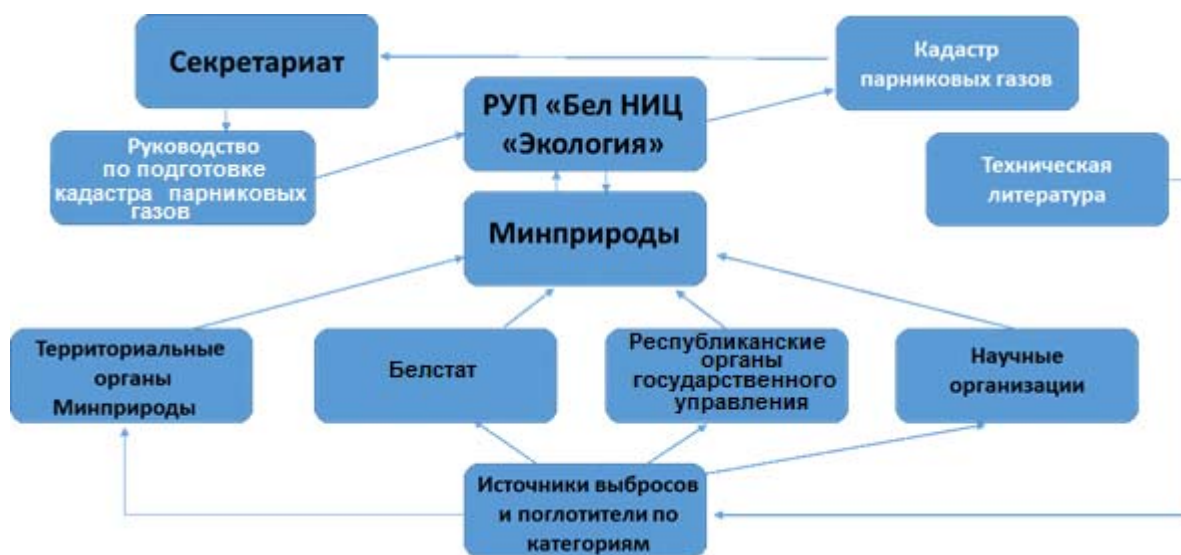 Секретариат
Кадастр
парниковых газов
РУП «Бел НИЦ
«Экология»
Руководство
по подготовке
кадастра парниковых
газов
Техническая
литература
Минприроды
Территориальные
органы
Минприроды
Белстат
Республиканские
органы
государственного
управления
Научные
организации
Источники выбросов
и поглотители по
категориям